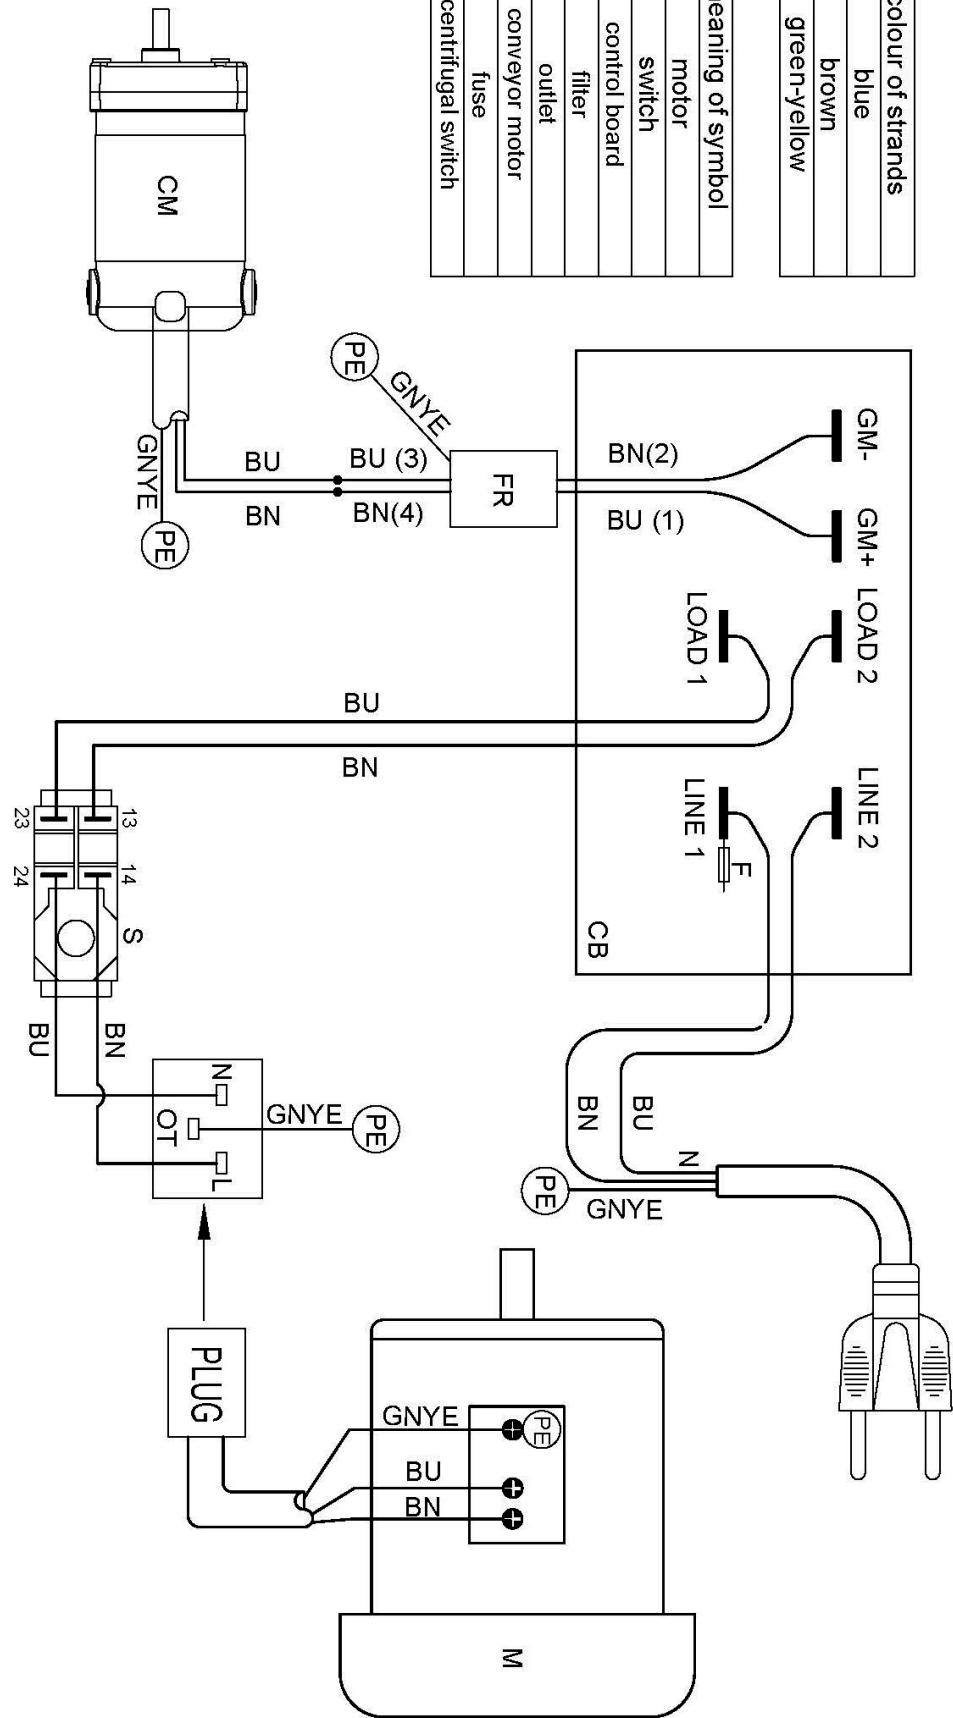 colour of strands
blue
brown
green-yellow
meaning of symbol
motor
switch
control board
filter
outlet
conveyor motor
fuse
centrifugal switch
CM
GNYE
PE
BU
BN
PE
GNYE
BU (3)
BN(4)
FR
BN(2)
BU (1)
GM-
GM+
LOAD 1
LOAD 2
LINE 1
LINE 2
F
CB
BU
BN
23
13
24
14
S
BU
BN
N
OT
L
GNYE
PE
BN
BU
N
PE
GNYE
PLUG
GNYE
BU
BN
PE
M